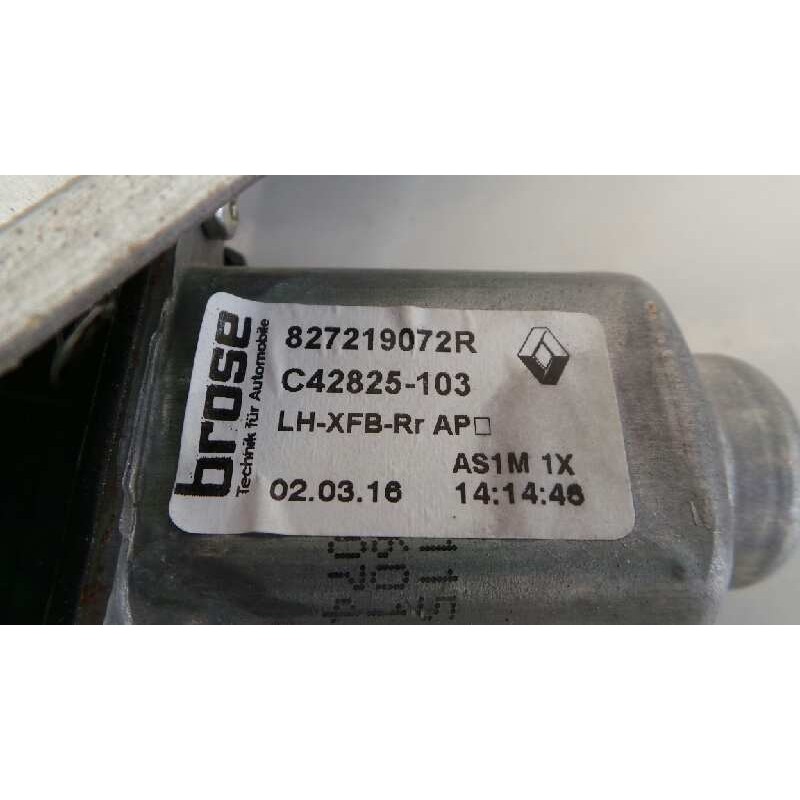 brose
Technik für Automobile
827219072R
C42825-103
LH-XFB-Rr AP□
AS1M 1X
02.03.16 14:14:46